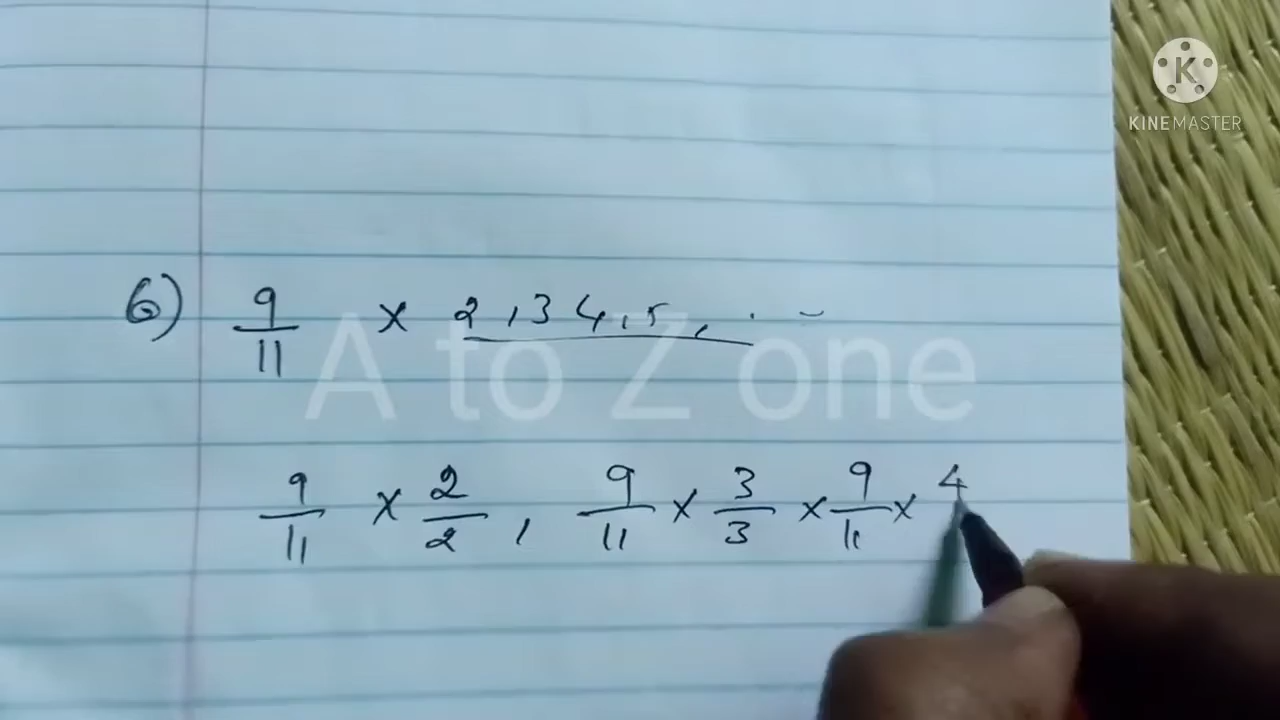 K
KINEMASTER
6) 9/11 × 2,3 4,5, . . -
A to Z one
9/11 × 2/2 , 9/11 × 3/3 × 9/11 × 4